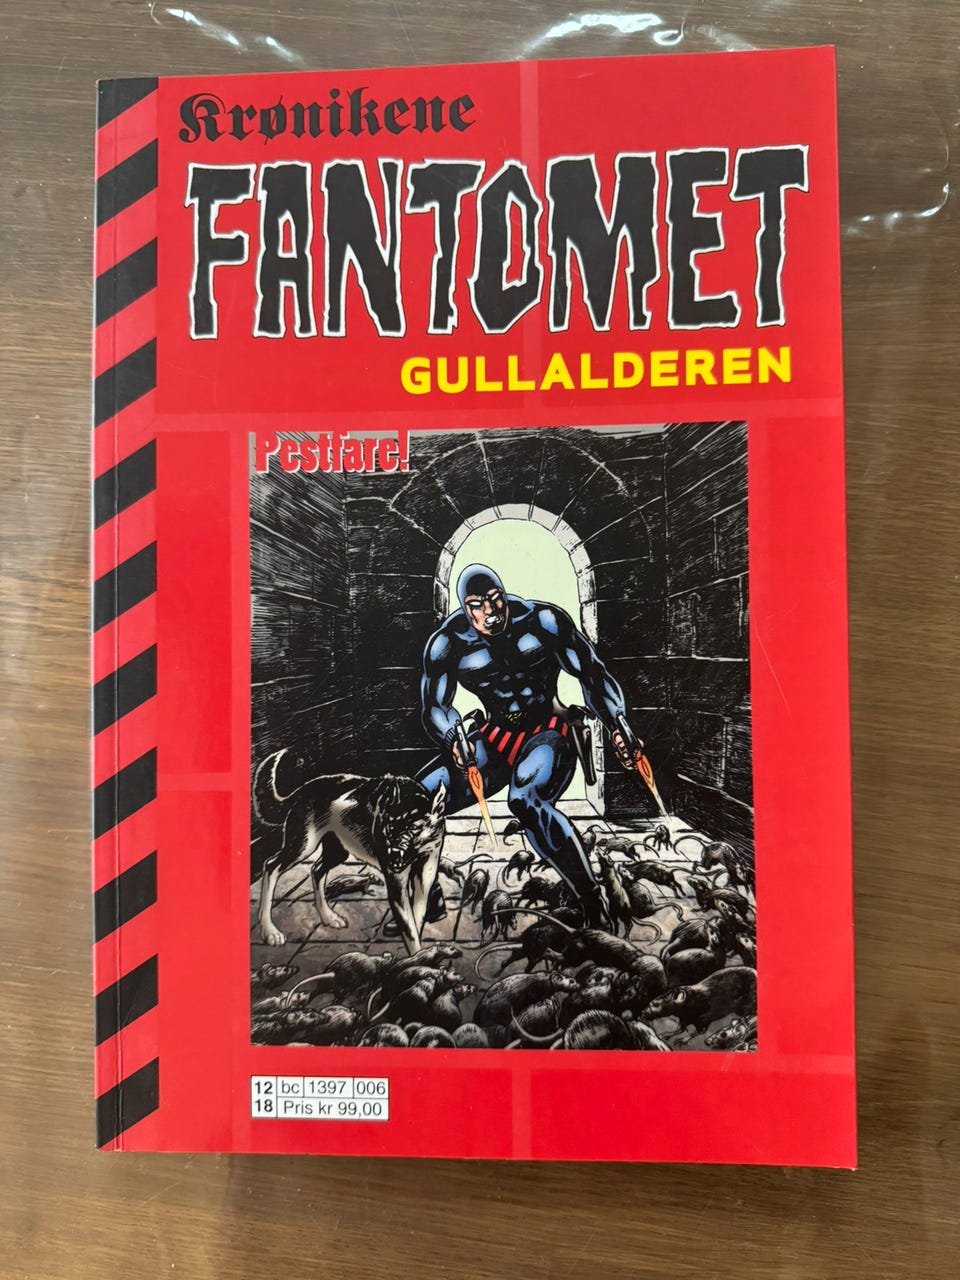 Krønikene
FANTOMET
GULLALDEREN
Pestfare!
12 bc 1397 006
18 Pris kr 99,00